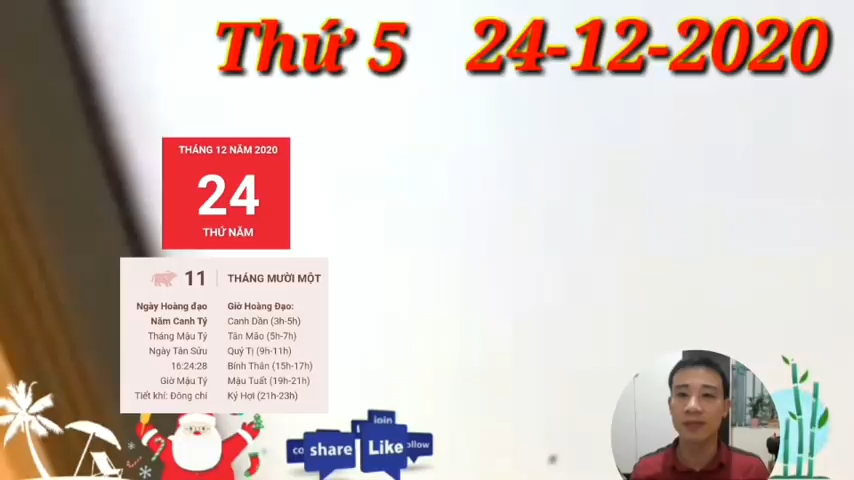 Thứ 5 24-12-2020
THÁNG 12 NĂM 2020
24
THỨ NĂM
11 THÁNG MƯỜI MỘT
Ngày Hoàng đạo
Năm Canh Tý
Tháng Mậu Tý
Ngày Tân Sửu
16:24:28
Giờ Mậu Tý
Tiết khí: Đông chí
Giờ Hoàng Đạo:
Canh Dần (3h-5h)
Tân Mão (5h-7h)
Quý Tị (9h-11h)
Bính Thân (15h-17h)
Mậu Tuất (19h-21h)
Kỷ Hợi (21h-23h)
join
co share Like ollow